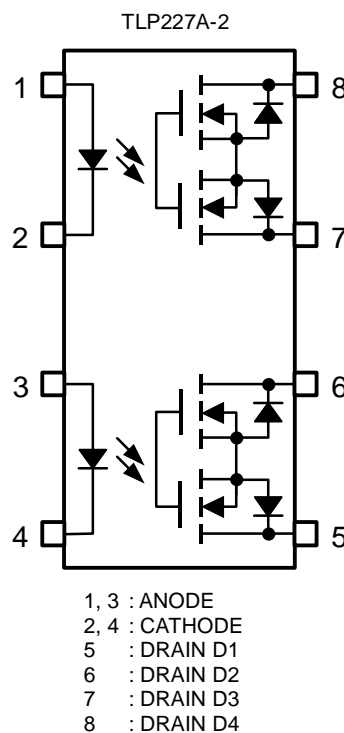 TLP227A-2
1
8
2
7
3
6
4
5
1, 3 : ANODE
2, 4 : CATHODE
5 : DRAIN D1
6 : DRAIN D2
7 : DRAIN D3
8 : DRAIN D4